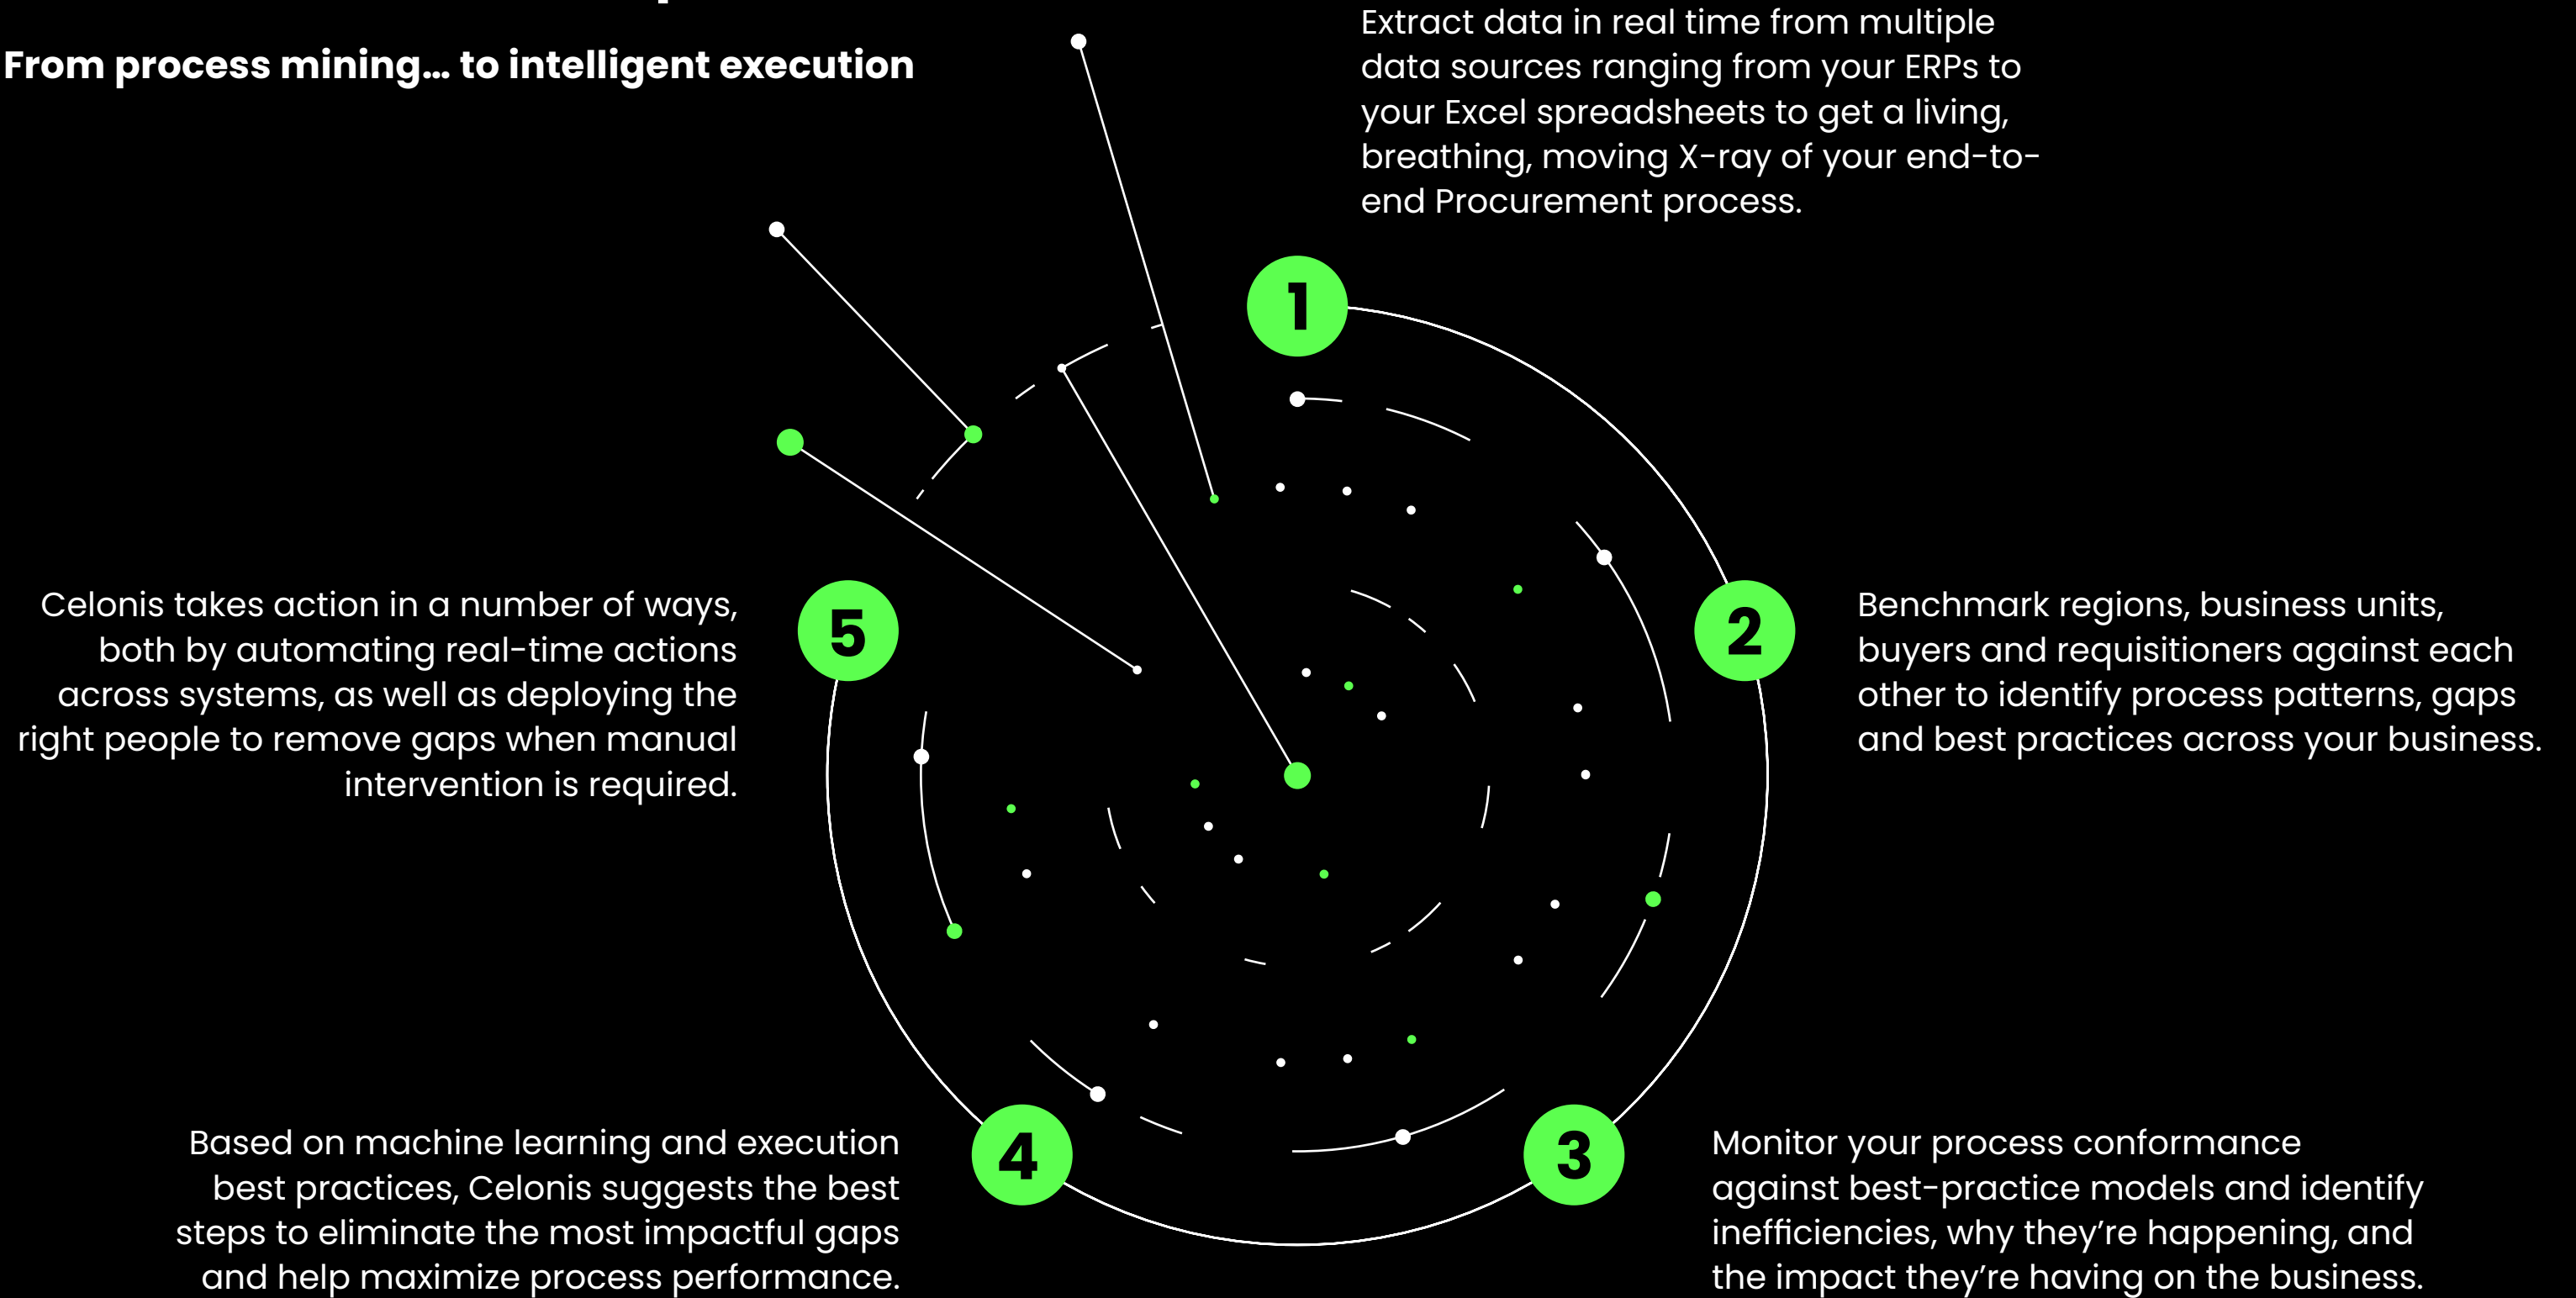 From process mining... to intelligent execution
Extract data in real time from multiple
data sources ranging from your ERPs to
your Excel spreadsheets to get a living,
breathing, moving X-ray of your end-to-
end Procurement process.
1
2
Benchmark regions, business units,
buyers and requisitioners against each
other to identify process patterns, gaps
and best practices across your business.
3
Monitor your process conformance
against best-practice models and identify
inefficiencies, why they’re happening, and
the impact they’re having on the business.
4
Based on machine learning and execution
best practices, Celonis suggests the best
steps to eliminate the most impactful gaps
and help maximize process performance.
5
Celonis takes action in a number of ways,
both by automating real-time actions
across systems, as well as deploying the
right people to remove gaps when manual
intervention is required.